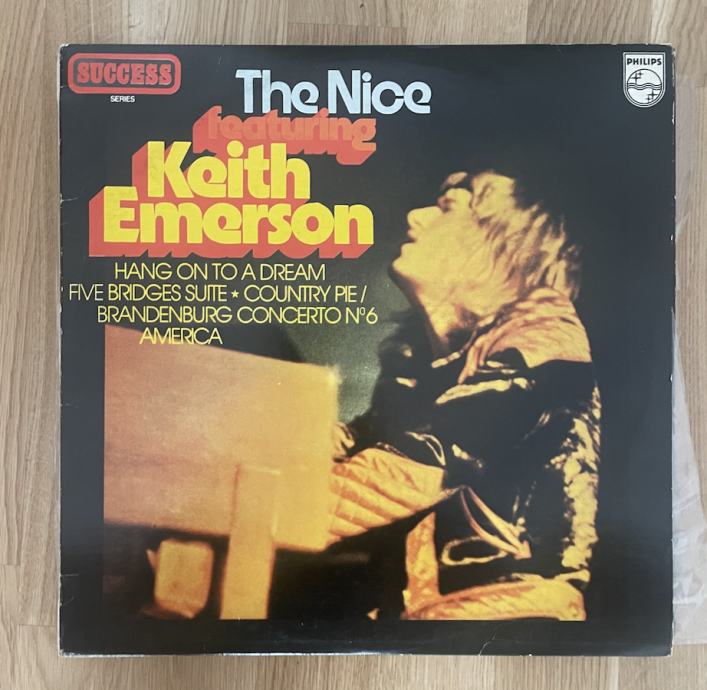 SUCCESS
SERIES
PHILIPS
The Nice
featuring
Keith
Emerson
HANG ON TO A DREAM
FIVE BRIDGES SUITE ★ COUNTRY PIE /
BRANDENBURG CONCERTO Nº6
AMERICA